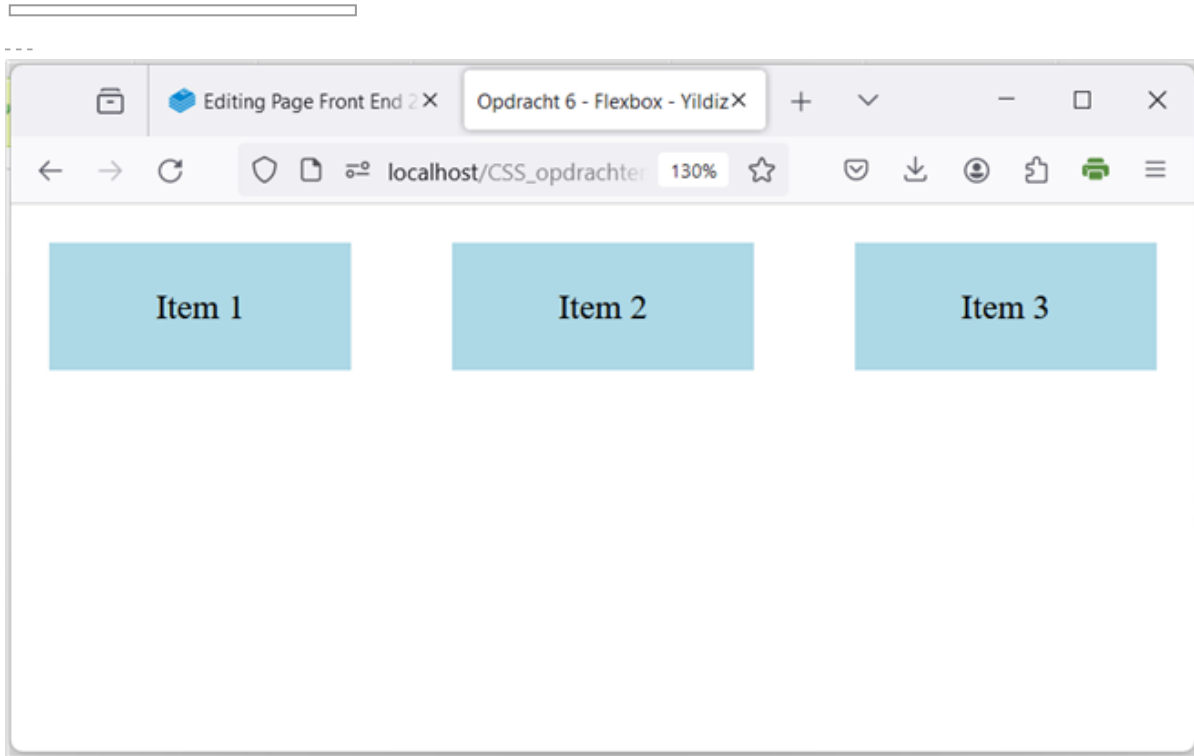 Editing Page Front End 2
Opdracht 6 - Flexbox - Yildiz
localhost/CSS_opdrachten
130%
Item 1 Item 2 Item 3